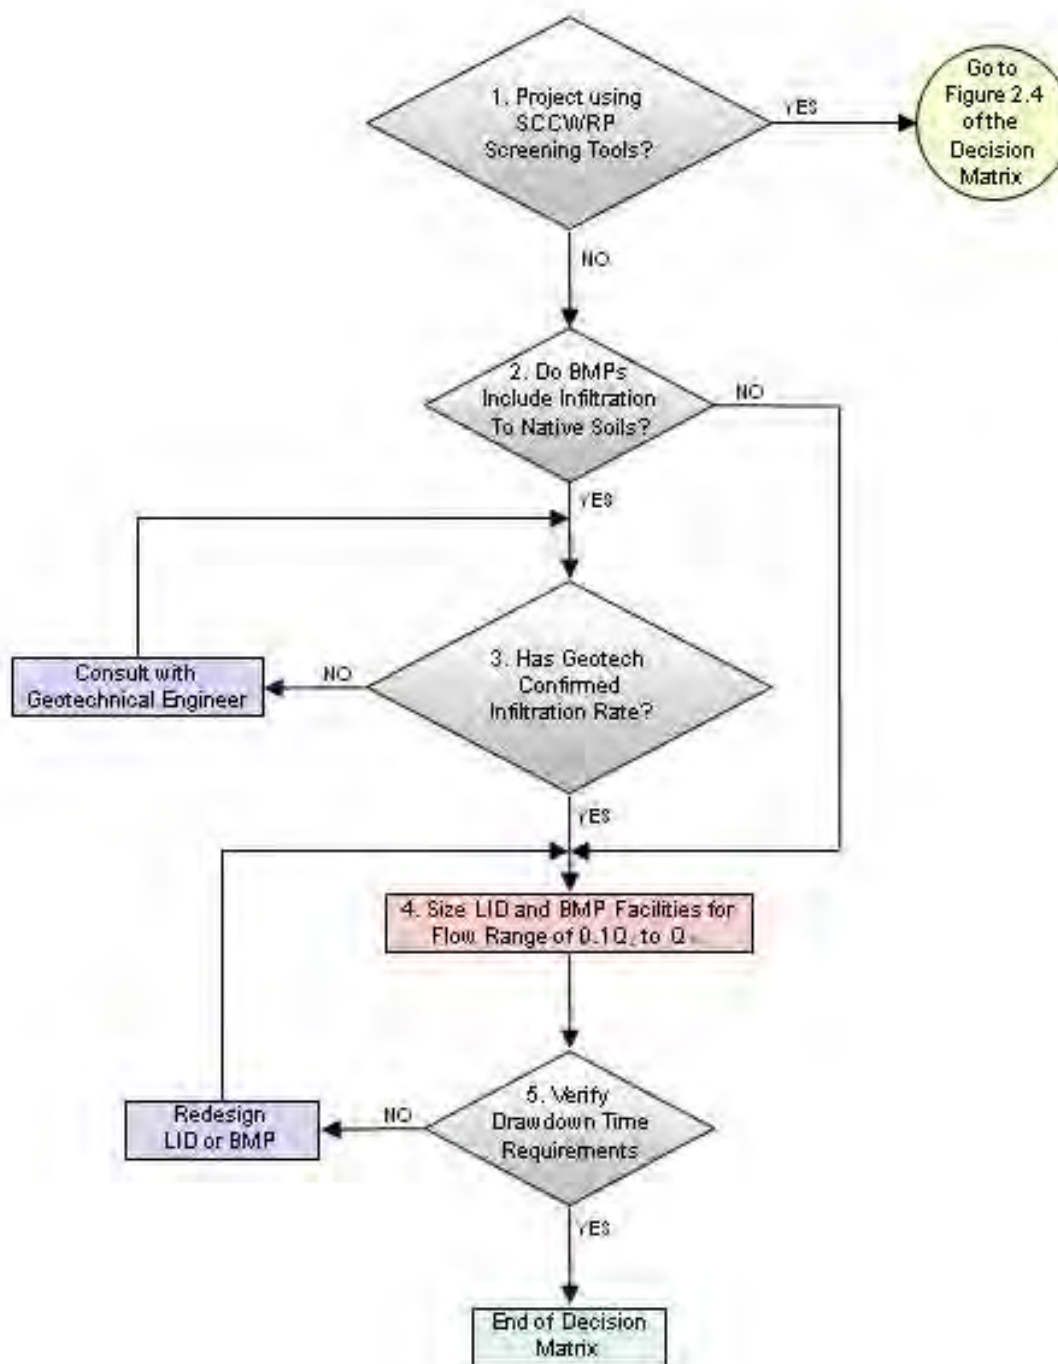 1. Project using
SCCWRP
Screening Tools?
YES
Go to
Figure 2.4
of the
Decision
Matrix
NO
2. Do BMPs
Include Infiltration
To Native Soils?
NO
YES
3. Has Geotech
Confirmed
Infiltration Rate?
NO
Consult with
Geotechnical Engineer
YES
4. Size LID and BMP Facilities for
Flow Range of 0.1Q to Q
5. Verify
Drawdown Time
Requirements
NO
Redesign
LID or BMP
YES
End of Decision
Matrix